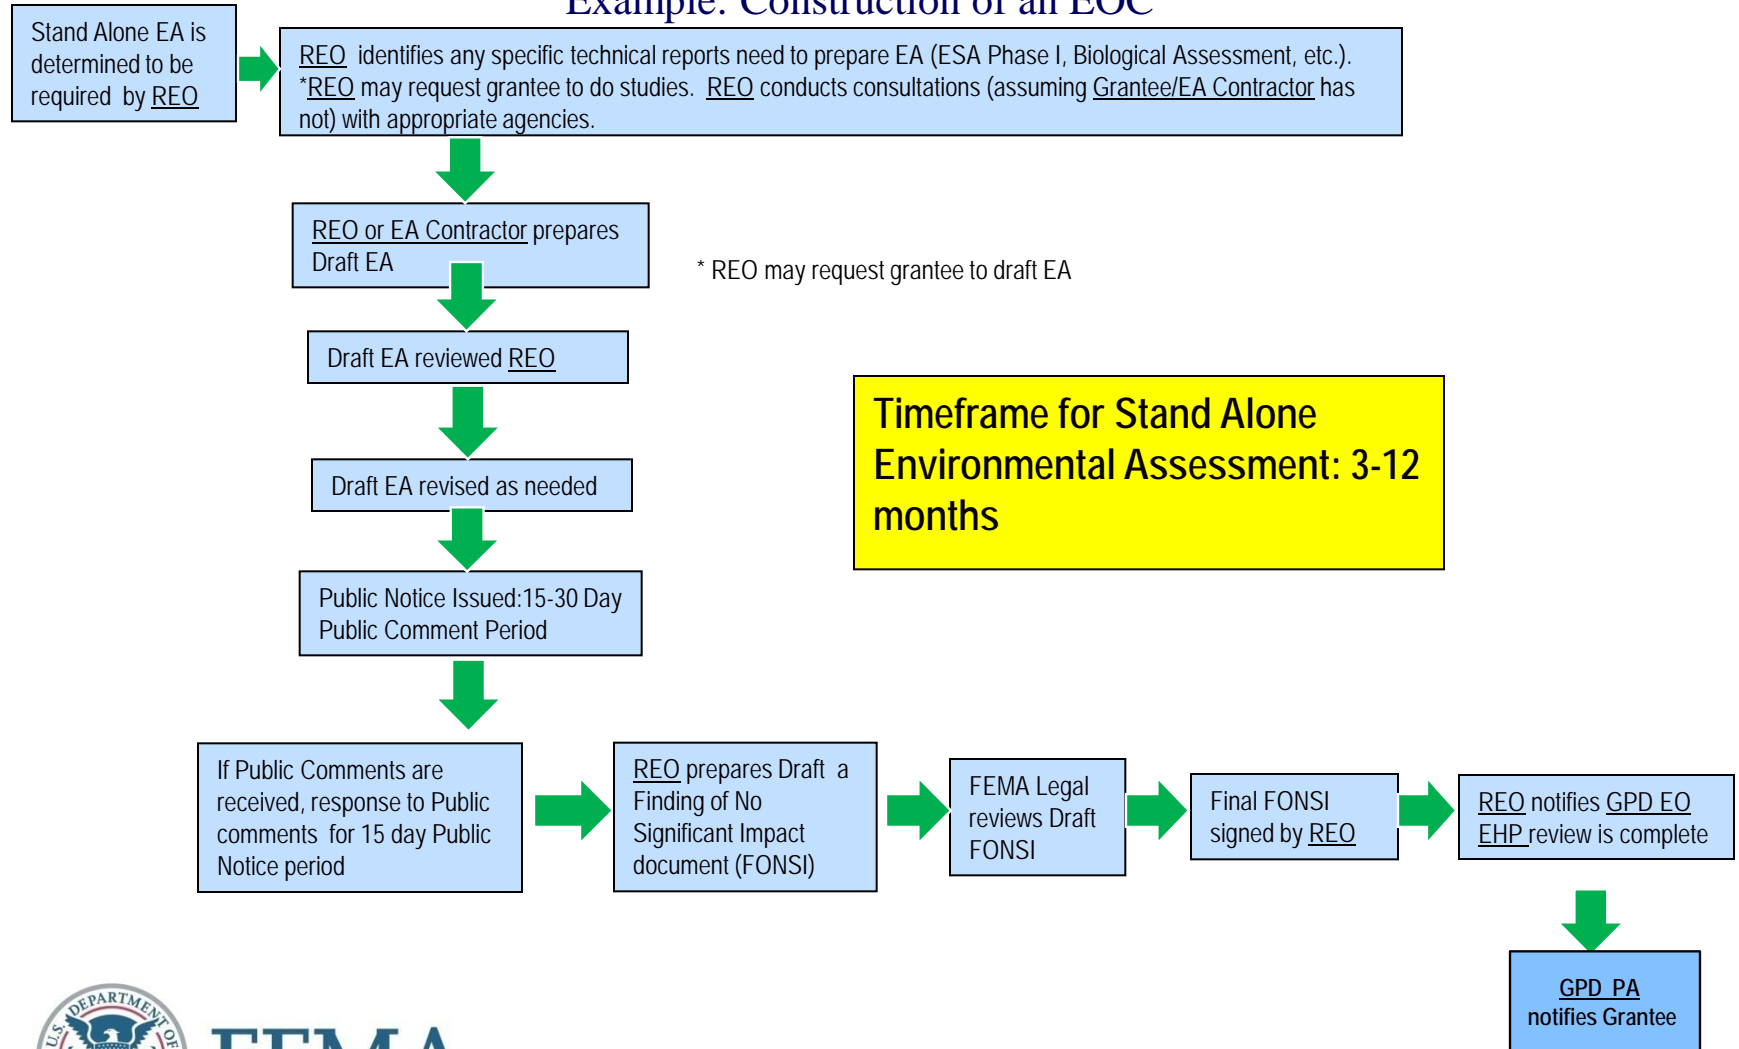 Example: Construction of an EOC
Stand Alone EA is
determined to be
required by REO
REO identifies any specific technical reports need to prepare EA (ESA Phase I, Biological Assessment, etc.).
*REO may request grantee to do studies. REO conducts consultations (assuming Grantee/EA Contractor has
not) with appropriate agencies.
REO or EA Contractor prepares
Draft EA
* REO may request grantee to draft EA
Draft EA reviewed REO
Draft EA revised as needed
Timeframe for Stand Alone
Environmental Assessment: 3-12
months
Public Notice Issued:15-30 Day
Public Comment Period
If Public Comments are
received, response to Public
comments for 15 day Public
Notice period
REO prepares Draft a
Finding of No
Significant Impact
document (FONSI)
FEMA Legal
reviews Draft
FONSI
Final FONSI
signed by REO
REO notifies GPD EO
EHP review is complete
GPD PA
notifies Grantee
U.S. DEPARTMENT OF
FEMA